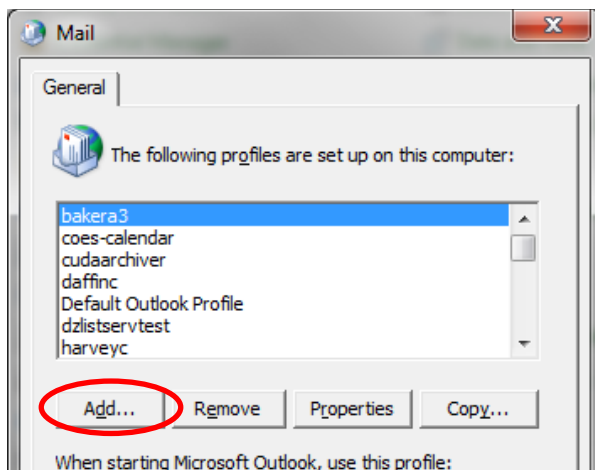 Mail
X
General
The following profiles are set up on this computer:
bakera3
coes-calendar
cudaarchiver
daffinc
Default Outlook Profile
dzlistservtest
harveyc
Add... Remove Properties Copy...
When starting Microsoft Outlook, use this profile: